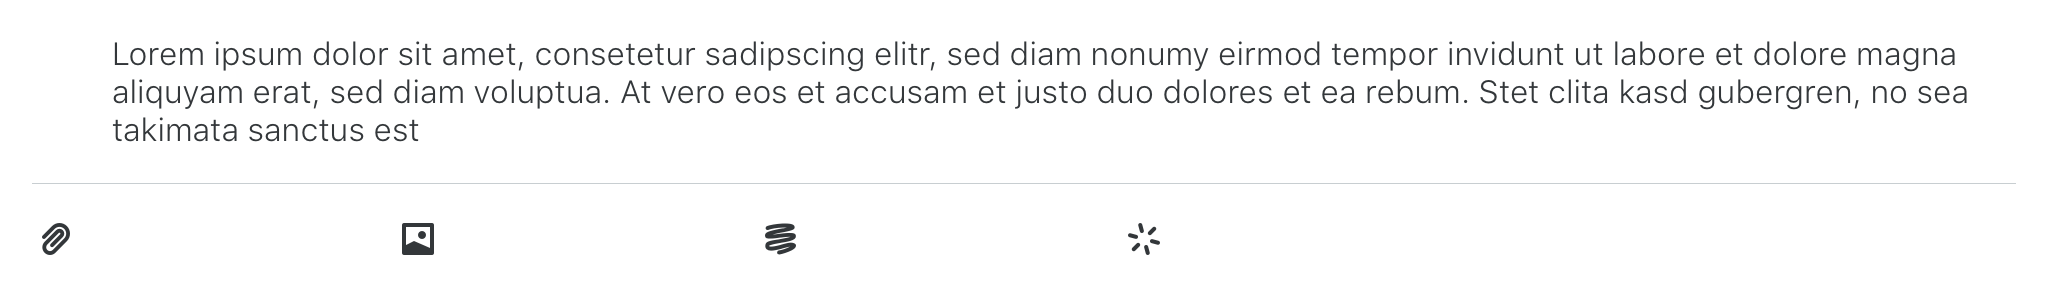 Lorem ipsum dolor sit amet, consetetur sadipscing elitr, sed diam nonumy eirmod tempor invidunt ut labore et dolore magna
aliquyam erat, sed diam voluptua. At vero eos et accusam et justo duo dolores et ea rebum. Stet clita kasd gubergren, no sea
takimata sanctus est